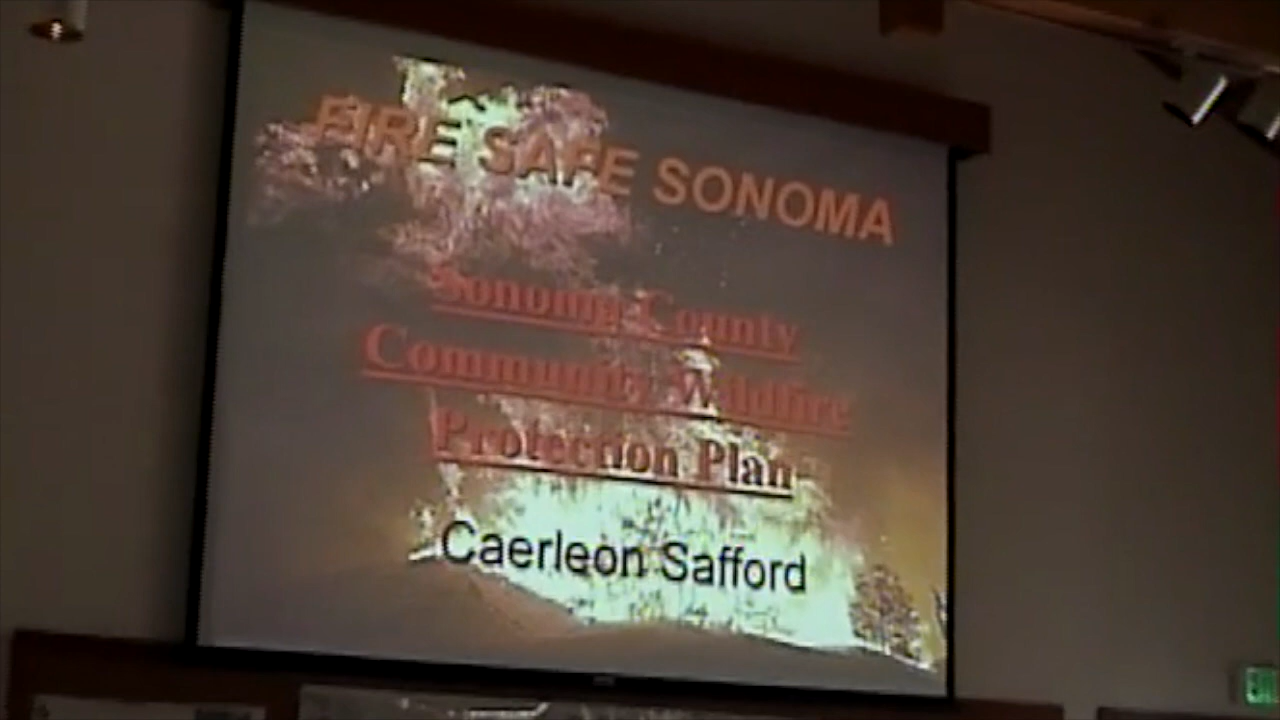 FIRE SAFE SONOMA
Sonoma County
Community Wildfire
Protection Plan
Caerleon Safford